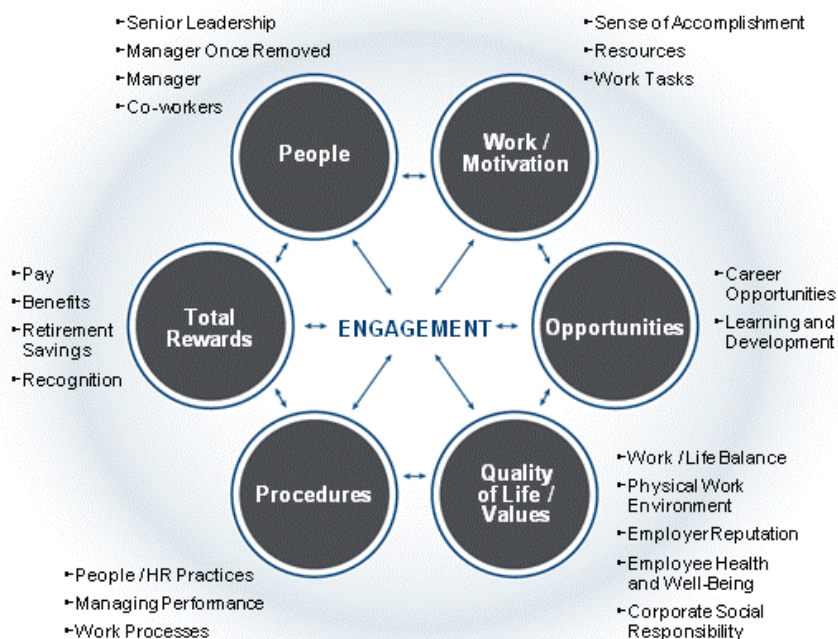 Senior Leadership
Manager Once Removed
Manager
Co-workers
Sense of Accomplishment
Resources
Work Tasks
People
Work /
Motivation
Pay
Benefits
Retirement
Savings
Recognition
Total
Rewards
ENGAGEMENT
Opportunities
Career
Opportunities
Learning and
Development
Procedures
Quality
of Life /
Values
People / HR Practices
Managing Performance
Work Processes
Work / Life Balance
Physical Work
Environment
Employer Reputation
Employee Health
and Well-Being
Corporate Social
Responsibility